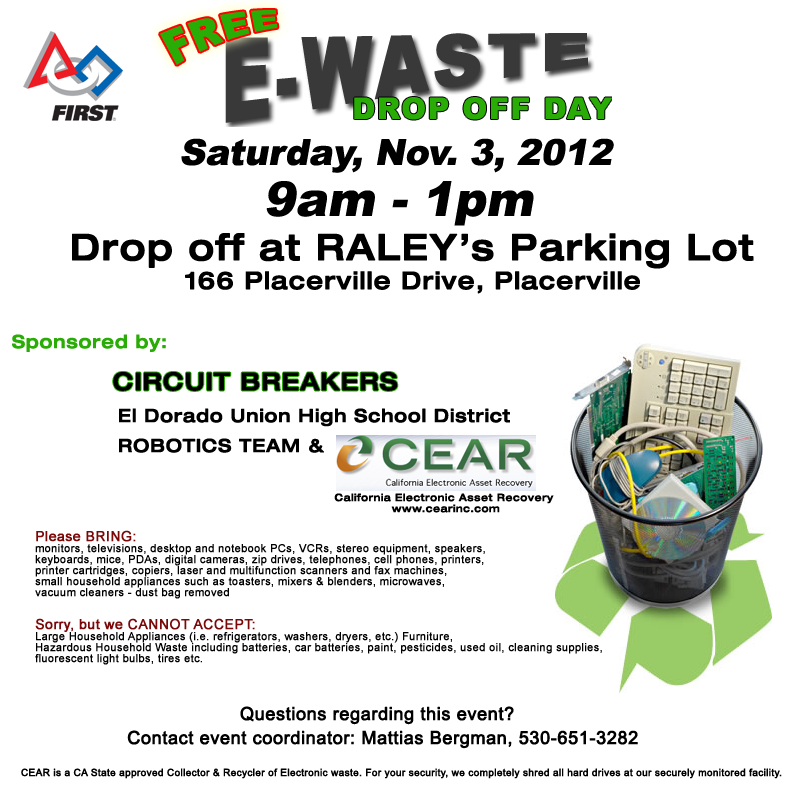 FREE
E-WASTE
DROP OFF DAY
FIRST
Saturday, Nov. 3, 2012
9am - 1pm
Drop off at RALEY's Parking Lot
166 Placerville Drive, Placerville
Sponsored by:
CIRCUIT BREAKERS
El Dorado Union High School District
ROBOTICS TEAM &
CEAR
California Electronic Asset Recovery
California Electronic Asset Recovery
www.cearinc.com
Please BRING:
monitors, televisions, desktop and notebook PCs, VCRs, stereo equipment, speakers,
keyboards, mice, PDAs, digital cameras, zip drives, telephones, cell phones, printers,
printer cartridges, copiers, laser and multifunction scanners and fax machines,
small household appliances such as toasters, mixers & blenders, microwaves,
vacuum cleaners - dust bag removed
Sorry, but we CANNOT ACCEPT:
Large Household Appliances (i.e. refrigerators, washers, dryers, etc.) Furniture,
Hazardous Household Waste including batteries, car batteries, paint, pesticides, used oil, cleaning supplies,
fluorescent light bulbs, tires etc.
Questions regarding this event?
Contact event coordinator: Mattias Bergman, 530-651-3282
CEAR is a CA State approved Collector & Recycler of Electronic waste. For your security, we completely shred all hard drives at our securely monitored facility.